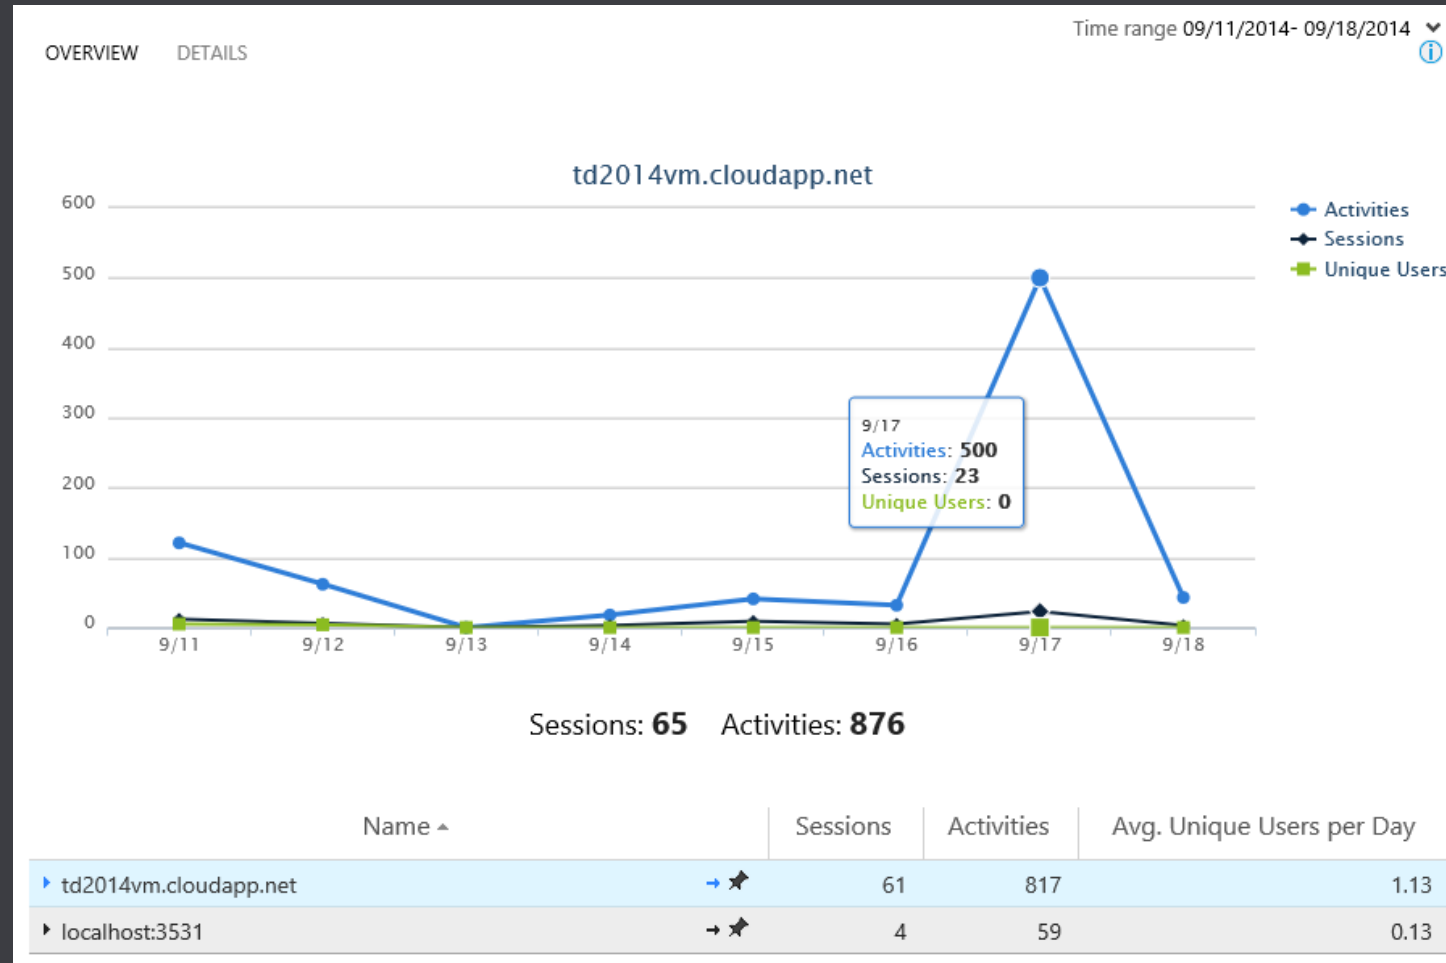 Time range 09/11/2014- 09/18/2014
OVERVIEW DETAILS
td2014vm.cloudapp.net
600
500
400
300
200
100
0
Activities
Sessions
Unique Users
9/17
Activities: 500
Sessions: 23
Unique Users: 0
9/11 9/12 9/13 9/14 9/15 9/16 9/17 9/18
Sessions: 65 Activities: 876
Name Sessions Activities Avg. Unique Users per Day
td2014vm.cloudapp.net 61 817 1.13
localhost:3531 4 59 0.13